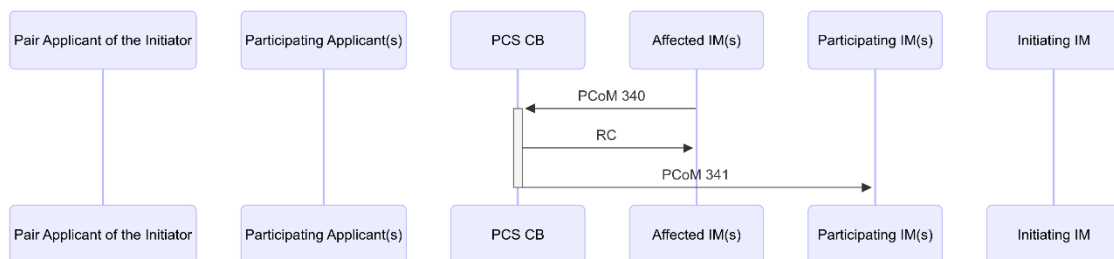 Pair Applicant of the Initiator
Participating Applicant(s)
PCS CB
Affected IM(s)
Participating IM(s)
Initiating IM
PCoM 340
RC
PCoM 341
Pair Applicant of the Initiator
Participating Applicant(s)
PCS CB
Affected IM(s)
Participating IM(s)
Initiating IM